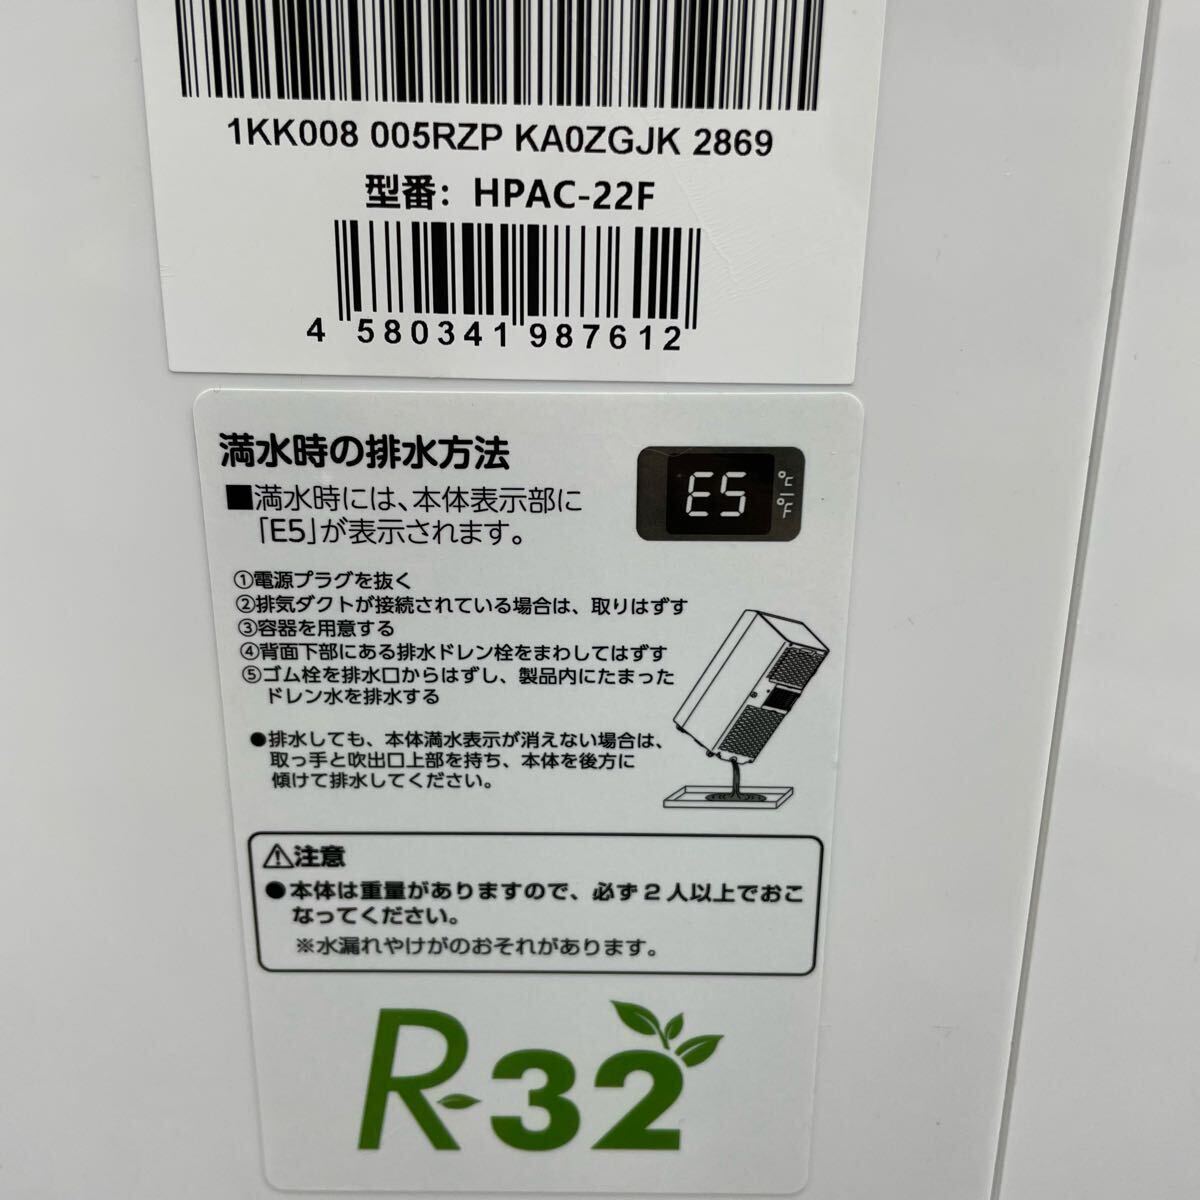 1KK008 005RZP KA0ZGJK 2869
型番: HPAC-22F
4 580341 987612
満水時の排水方法
■満水時には、本体表示部に
「E5」が表示されます。
E5
°C
°F
①電源プラグを抜く
②排気ダクトが接続されている場合は、取りはずす
③容器を用意する
④背面下部にある排水ドレン栓をまわしてはずす
⑤ゴム栓を排水口からはずし、製品内にたまった
ドレン水を排水する
●排水しても、本体満水表示が消えない場合は、
取っ手と吹出口上部を持ち、本体を後方に
傾けて排水してください。
⚠注意
●本体は重量がありますので、必ず2人以上でおこ
なってください。
※水漏れやけがのおそれがあります。
R-32